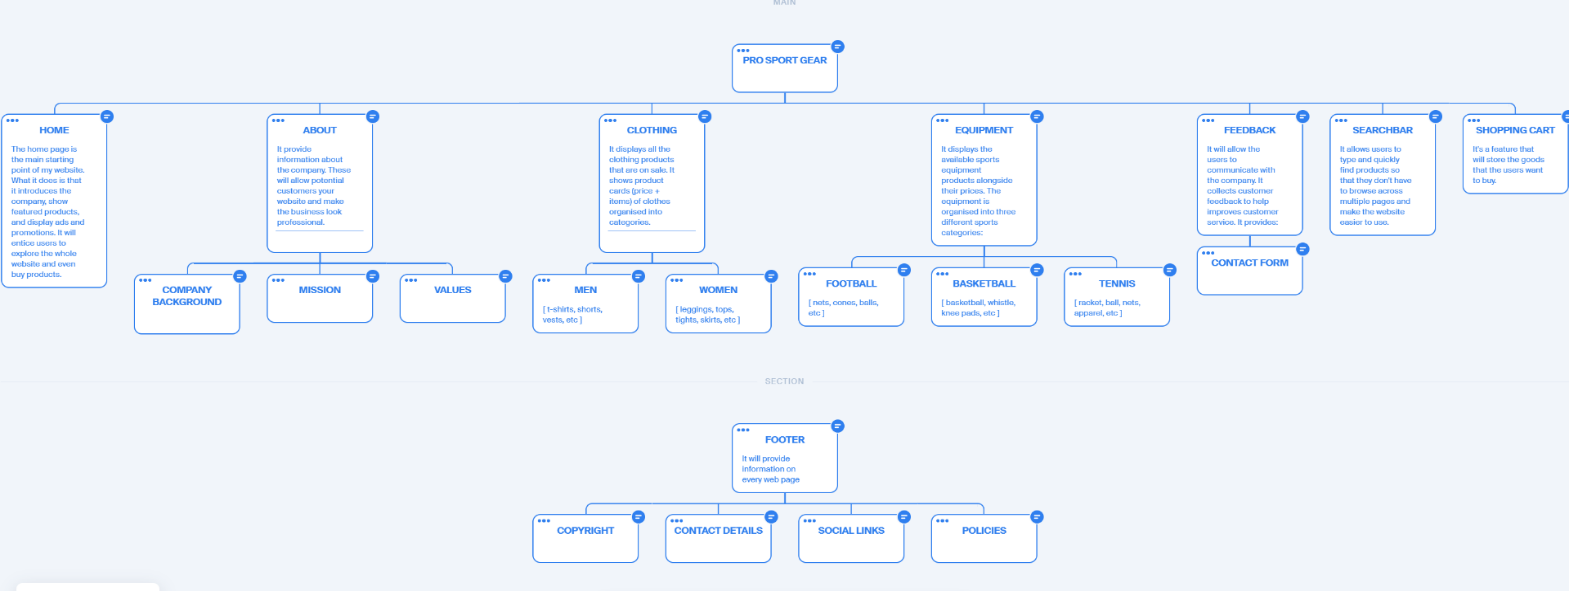 MAIN
PRO SPORT GEAR
HOME
The home page is
the main starting
point of my website.
What it does is that
it introduces the
company, show
featured products,
and display ads and
promotions. It will
entice users to
explore the whole
website and even
buy products.
ABOUT
It provide
information about
the company. These
will allow potential
customers your
website and make
the business look
professional.
CLOTHING
It displays all the
clothing products
that are on sale. It
shows product
cards (price +
items) of clothes
organised into
categories.
EQUIPMENT
It displays the
available sports
equipment
products alongside
their prices. The
equipment is
organised into three
different sports
categories:
FEEDBACK
It will allow the
users to
communicate with
the company. It
collects customer
feedback to help
improves customer
service. It provides:
SEARCHBAR
It allows users to
type and quickly
find products so
that they don't have
to browse across
multiple pages and
make the website
easier to use.
SHOPPING CART
It's a feature that
will store the goods
that the users want
to buy.
COMPANY
BACKGROUND
MISSION
VALUES
MEN
[ t-shirts, shorts,
vests, etc ]
WOMEN
[ leggings, tops,
tights, skirts, etc ]
FOOTBALL
[ nets, cones, balls,
etc ]
BASKETBALL
[ basketball, whistle,
knee pads, etc ]
TENNIS
[ racket, ball, nets,
apparel, etc ]
CONTACT FORM
SECTION
FOOTER
It will provide
information on
every web page
COPYRIGHT
CONTACT DETAILS
SOCIAL LINKS
POLICIES